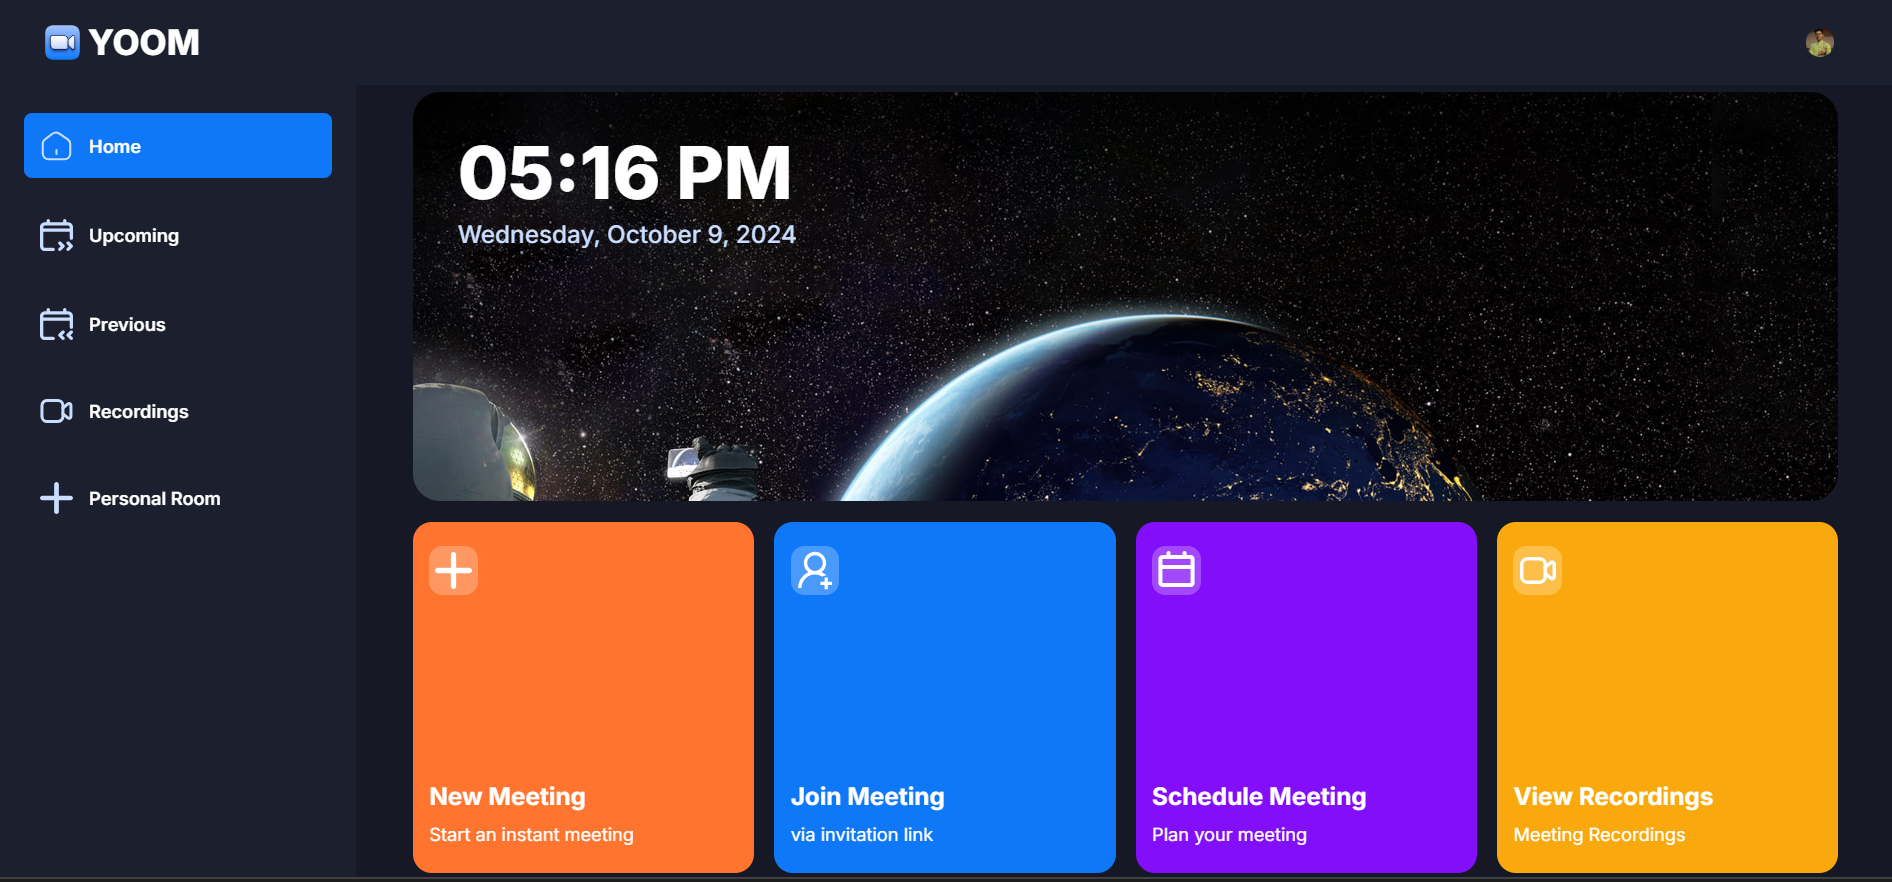 YOOM
Home
Upcoming
Previous
Recordings
Personal Room
05:16 PM
Wednesday, October 9, 2024
New Meeting
Start an instant meeting
Join Meeting
via invitation link
Schedule Meeting
Plan your meeting
View Recordings
Meeting Recordings